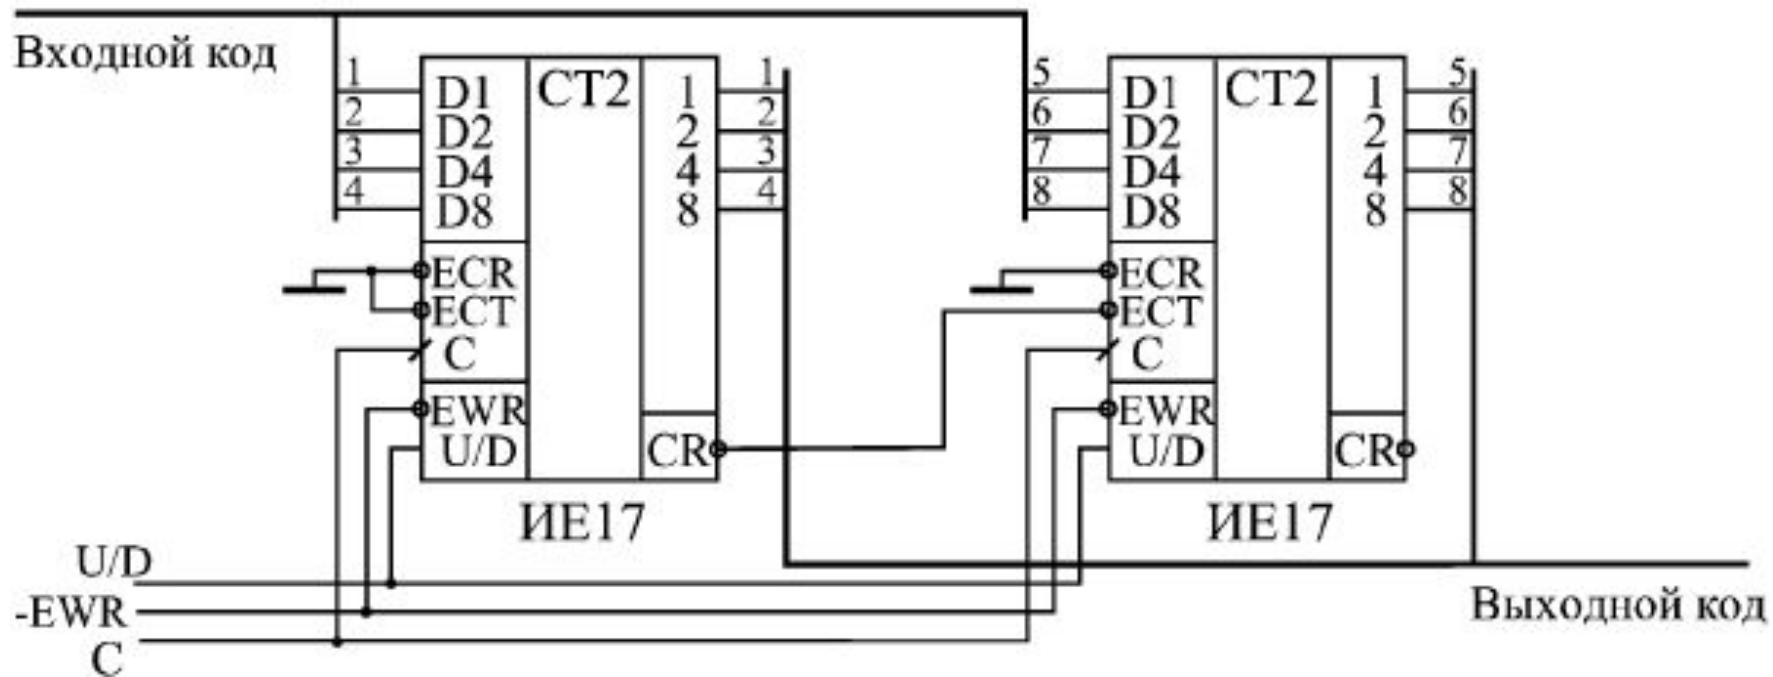 Входной код
1 D1 CT2 1 1
2 D2 2 2
3 D4 4 3
4 D8 8 4
ECR
ECT
C
EWR
U/D CR
ИЕ17
5 D1 CT2 1 5
6 D2 2 6
7 D4 4 7
8 D8 8 8
ECR
ECT
C
EWR
U/D CR
ИЕ17
U/D
-EWR
C
Выходной код